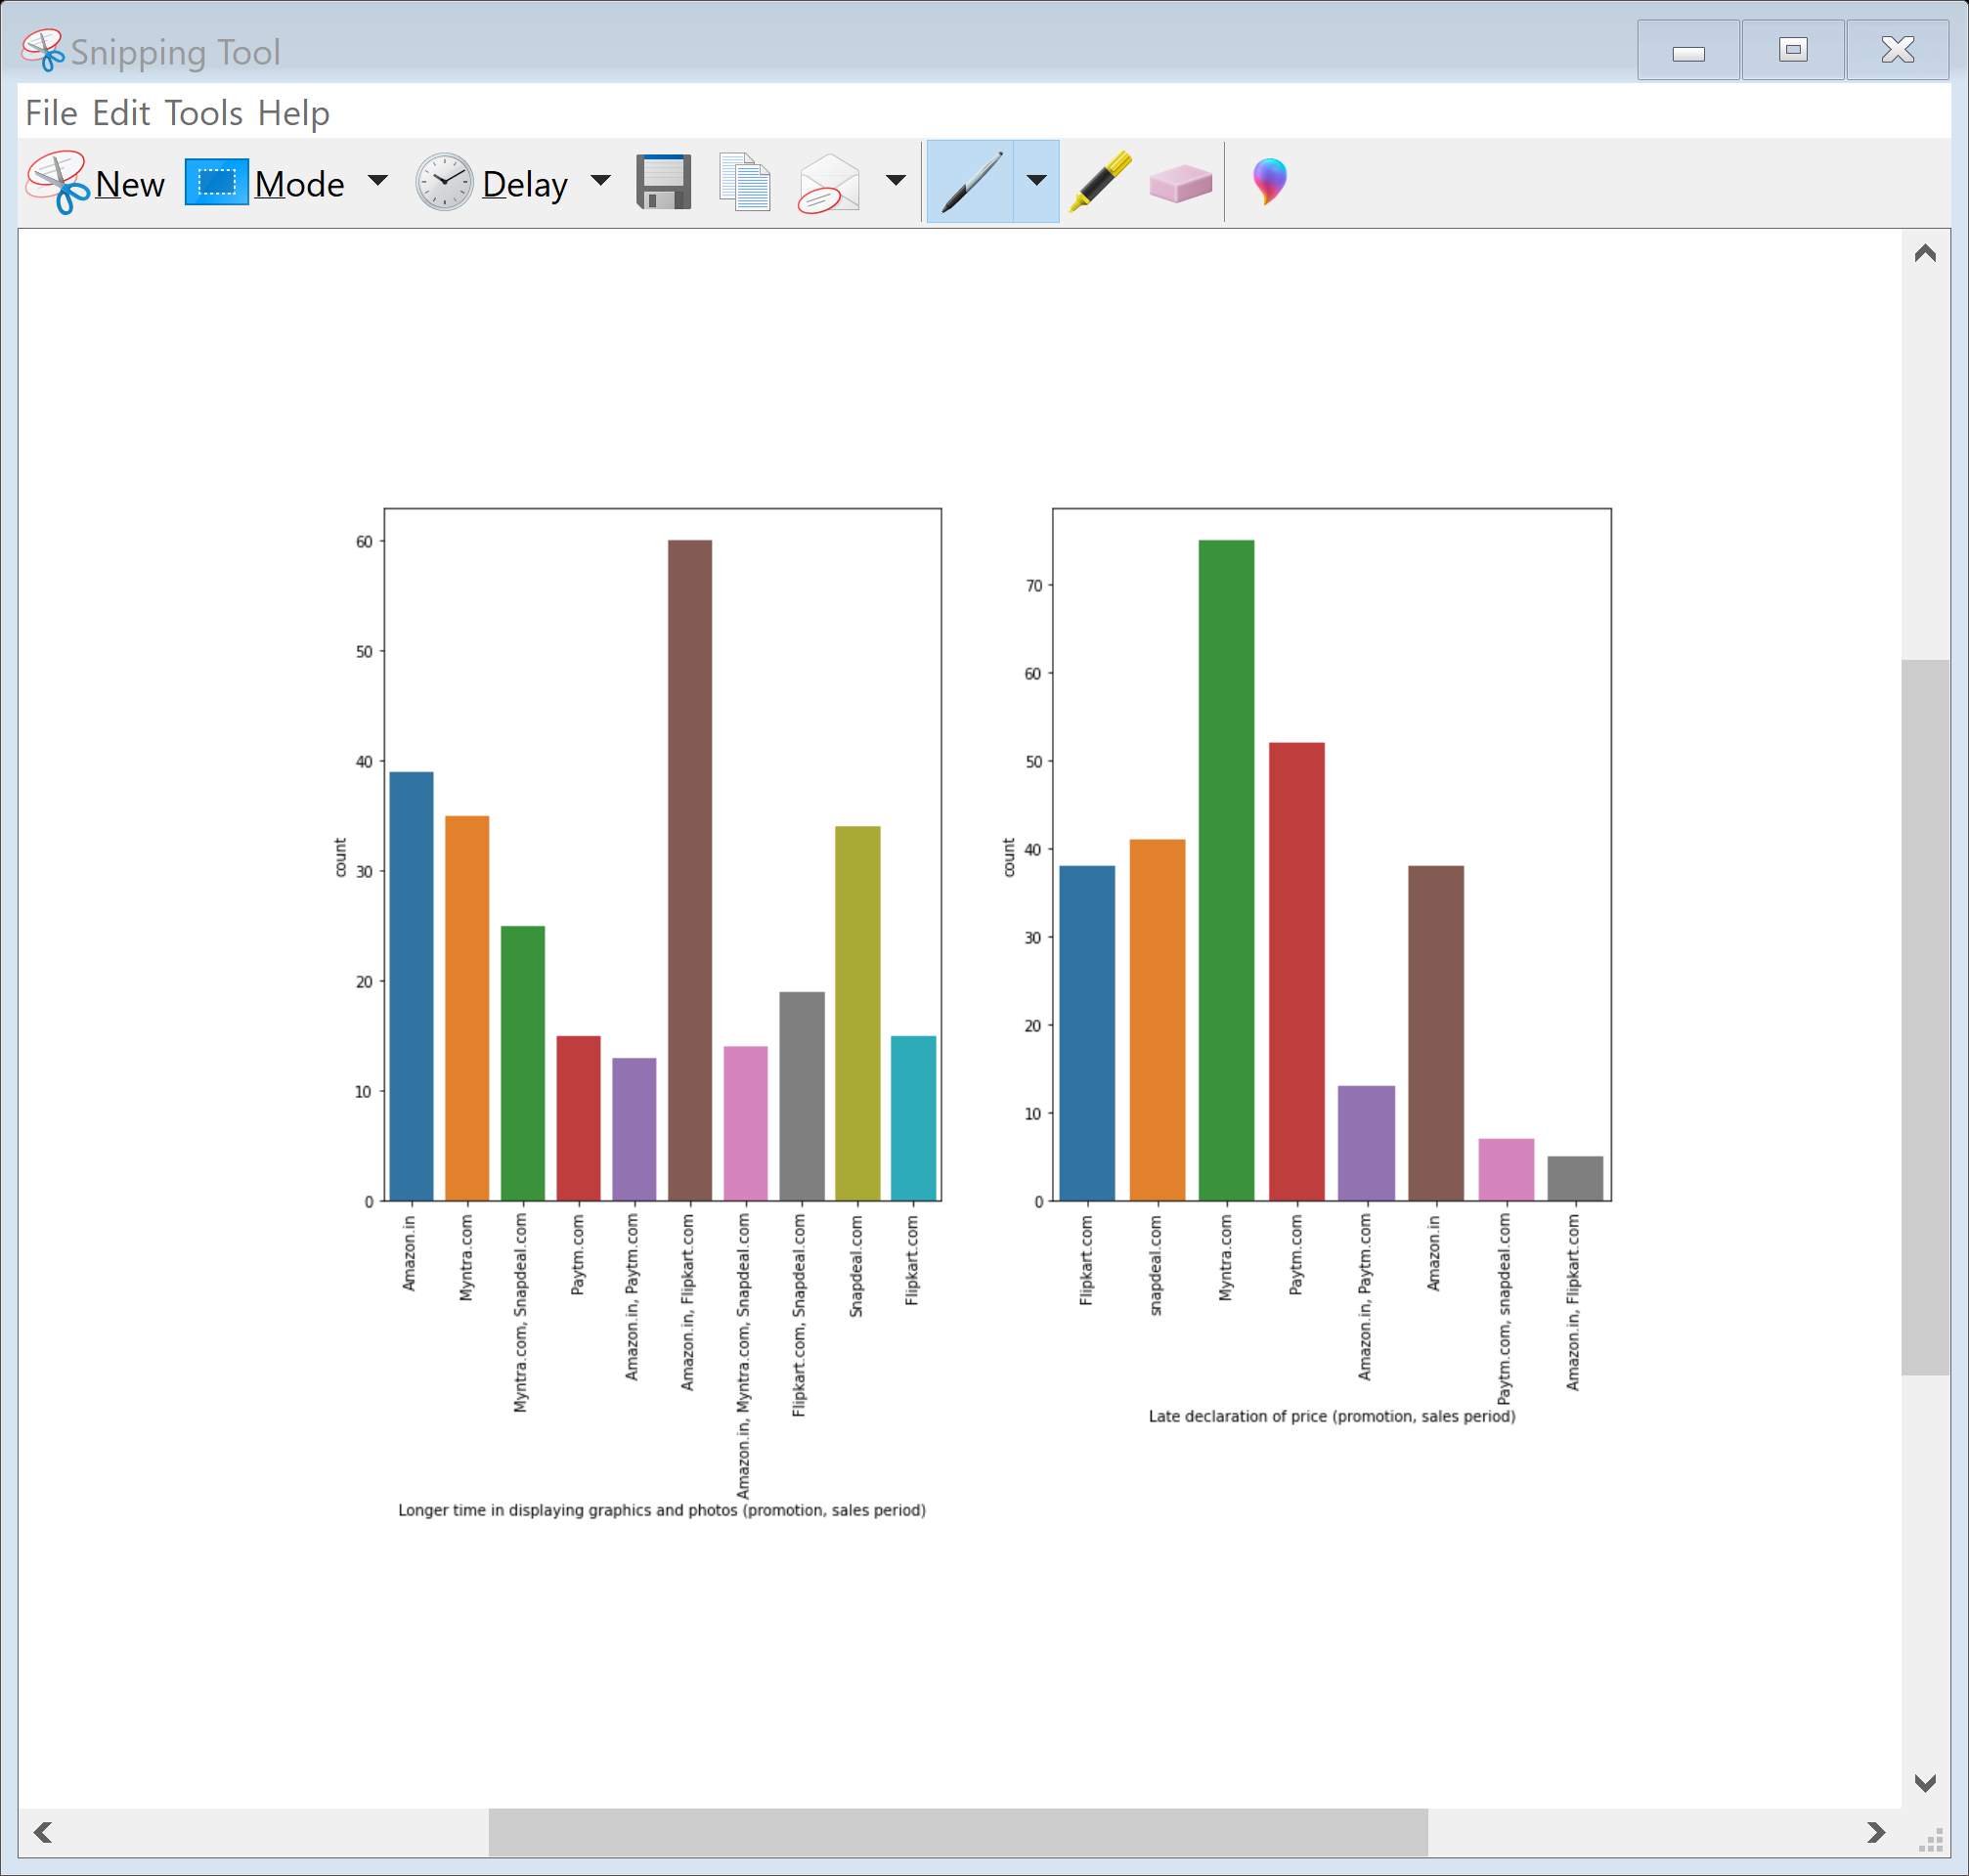 Snipping Tool
File Edit Tools Help
New Mode Delay
60
50
40
30
20
10
0
count
Amazon.in
Myntra.com
Myntra.com, Snapdeal.com
Paytm.com
Amazon.in, Paytm.com
Amazon.in, Flipkart.com
Amazon.in, Myntra.com, Snapdeal.com
Flipkart.com, Snapdeal.com
Snapdeal.com
Flipkart.com
Longer time in displaying graphics and photos (promotion, sales period)
70
60
50
40
30
20
10
0
count
Flipkart.com
snapdeal.com
Myntra.com
Paytm.com
Amazon.in, Paytm.com
Amazon.in
Paytm.com, snapdeal.com
Amazon.in, Flipkart.com
Late declaration of price (promotion, sales period)